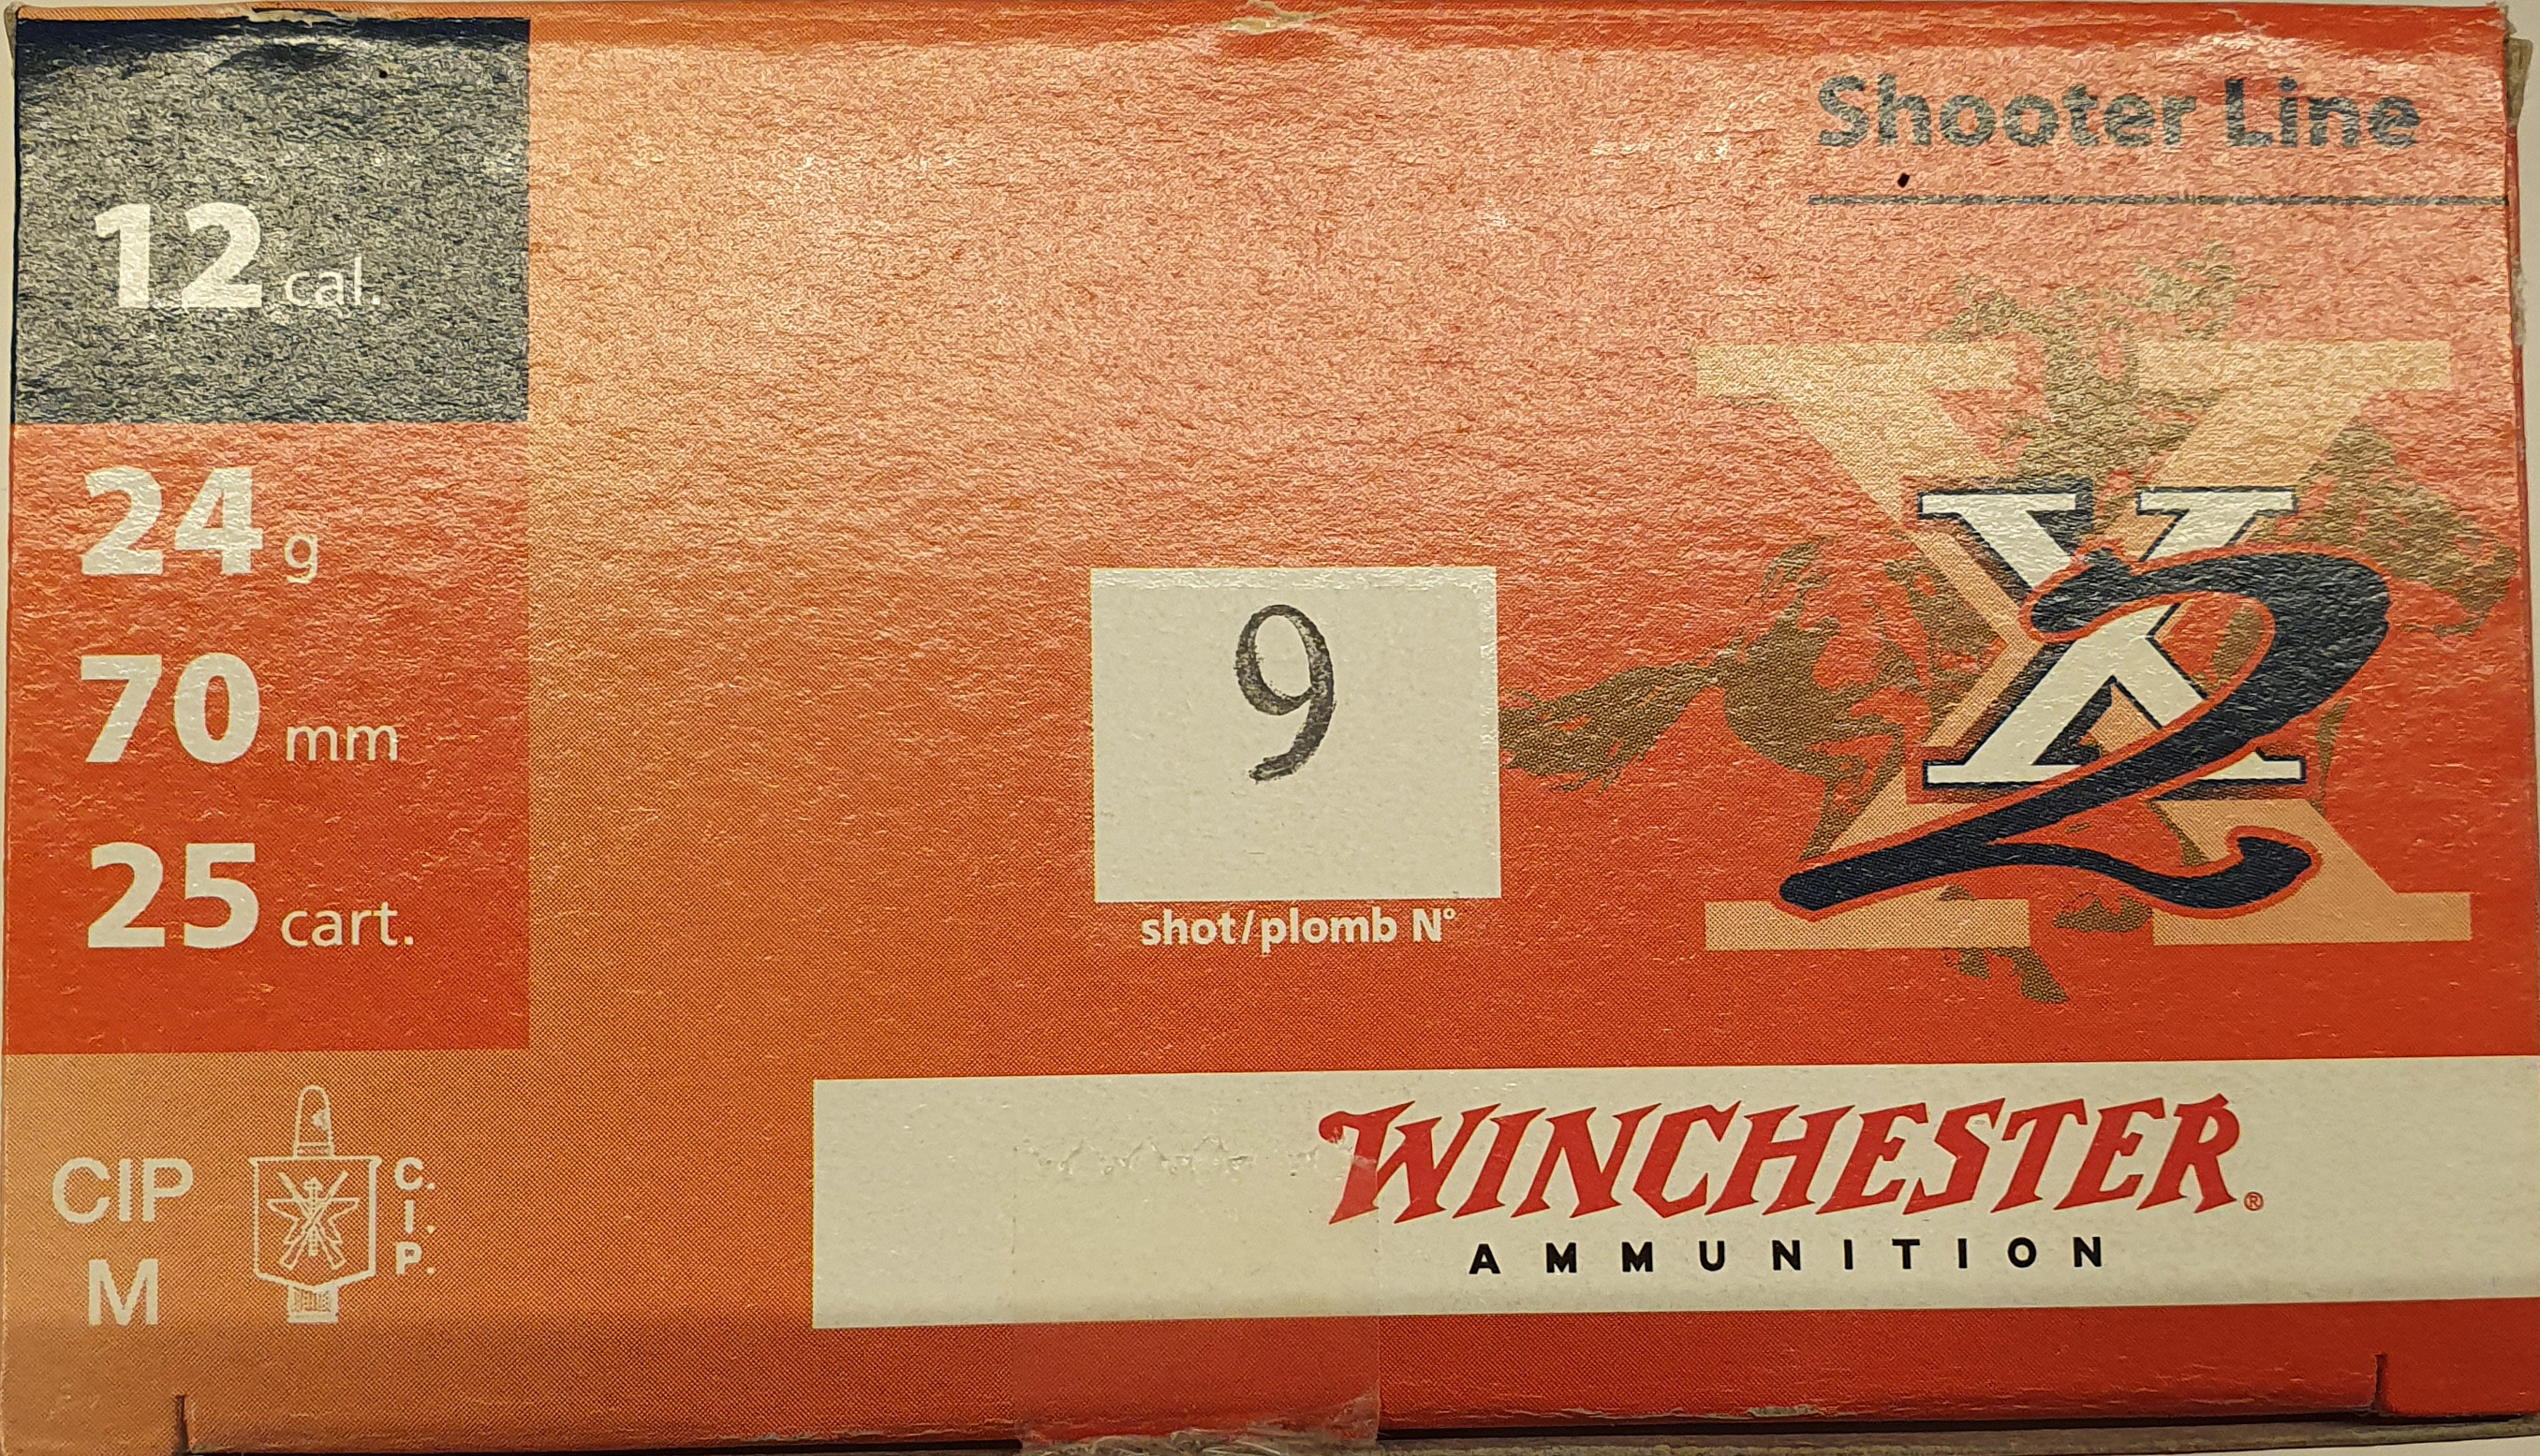 Shooter Line
12 cal.
24 g
70 mm
25 cart.
9
shot/plomb N°
X2
CIP
M
C.
I.
P.
WINCHESTER®
AMMUNITION